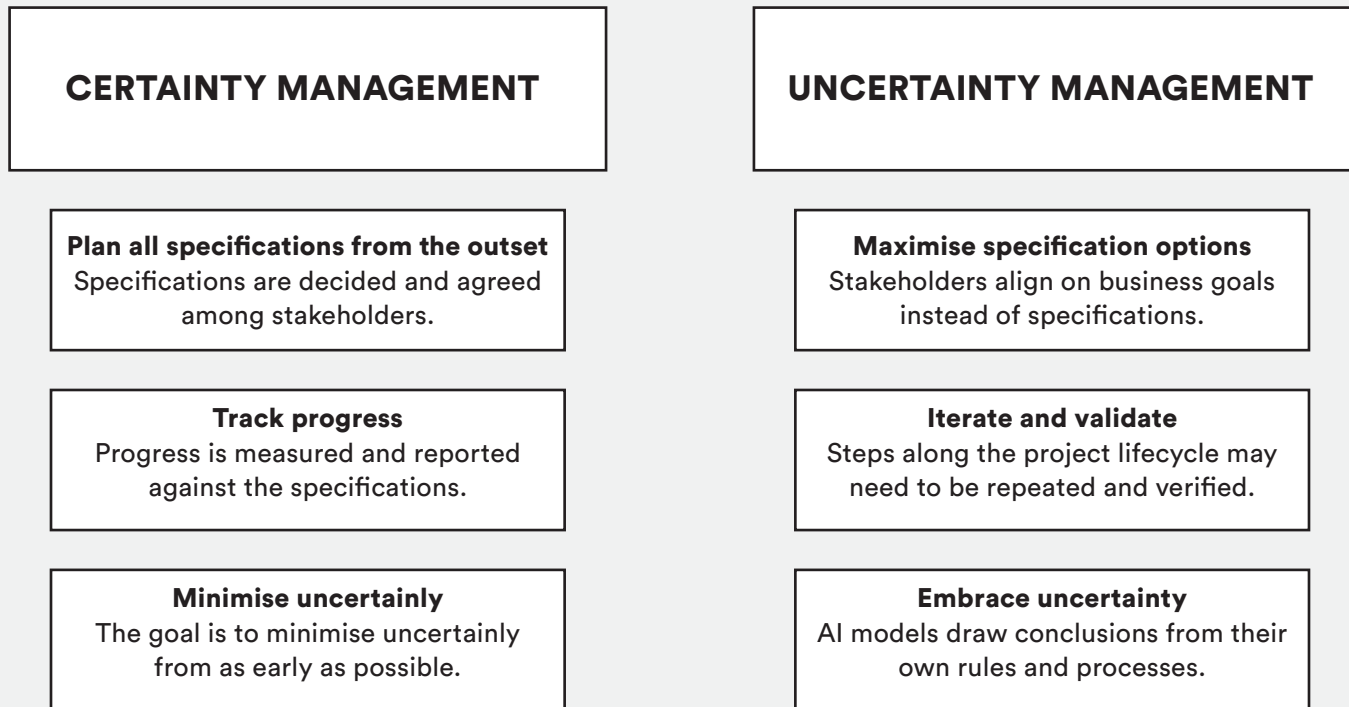 CERTAINTY MANAGEMENT
Plan all specifications from the outset
Specifications are decided and agreed
among stakeholders.
Track progress
Progress is measured and reported
against the specifications.
Minimise uncertainly
The goal is to minimise uncertainly
from as early as possible.
UNCERTAINTY MANAGEMENT
Maximise specification options
Stakeholders align on business goals
instead of specifications.
Iterate and validate
Steps along the project lifecycle may
need to be repeated and verified.
Embrace uncertainty
AI models draw conclusions from their
own rules and processes.